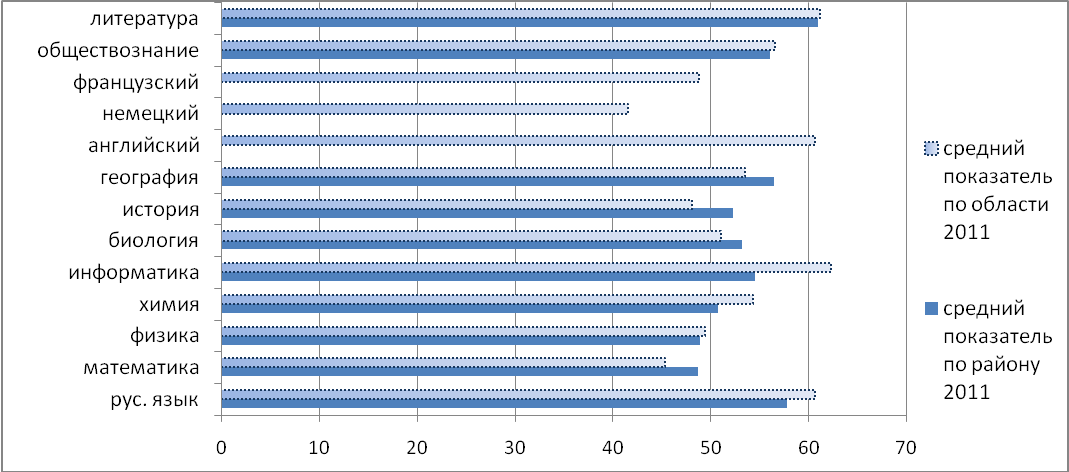 литература
обществознание
французский
немецкий
английский
география
история
биология
информатика
химия
физика
математика
рус. язык
0 10 20 30 40 50 60 70
средний
показатель
по области
2011
средний
показатель
по району
2011